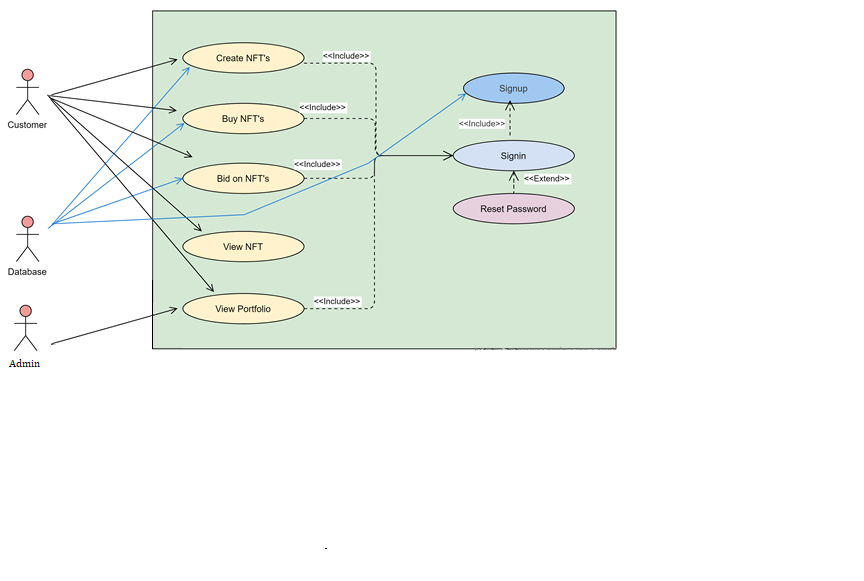 Create NFT's
<<Include>>
Signup
Buy NFT's
<<Include>>
<<Include>>
Customer
Signin
Bid on NFT's
<<Include>>
<<Extend>>
Reset Password
View NFT
Database
View Portfolio
<<Include>>
Admin